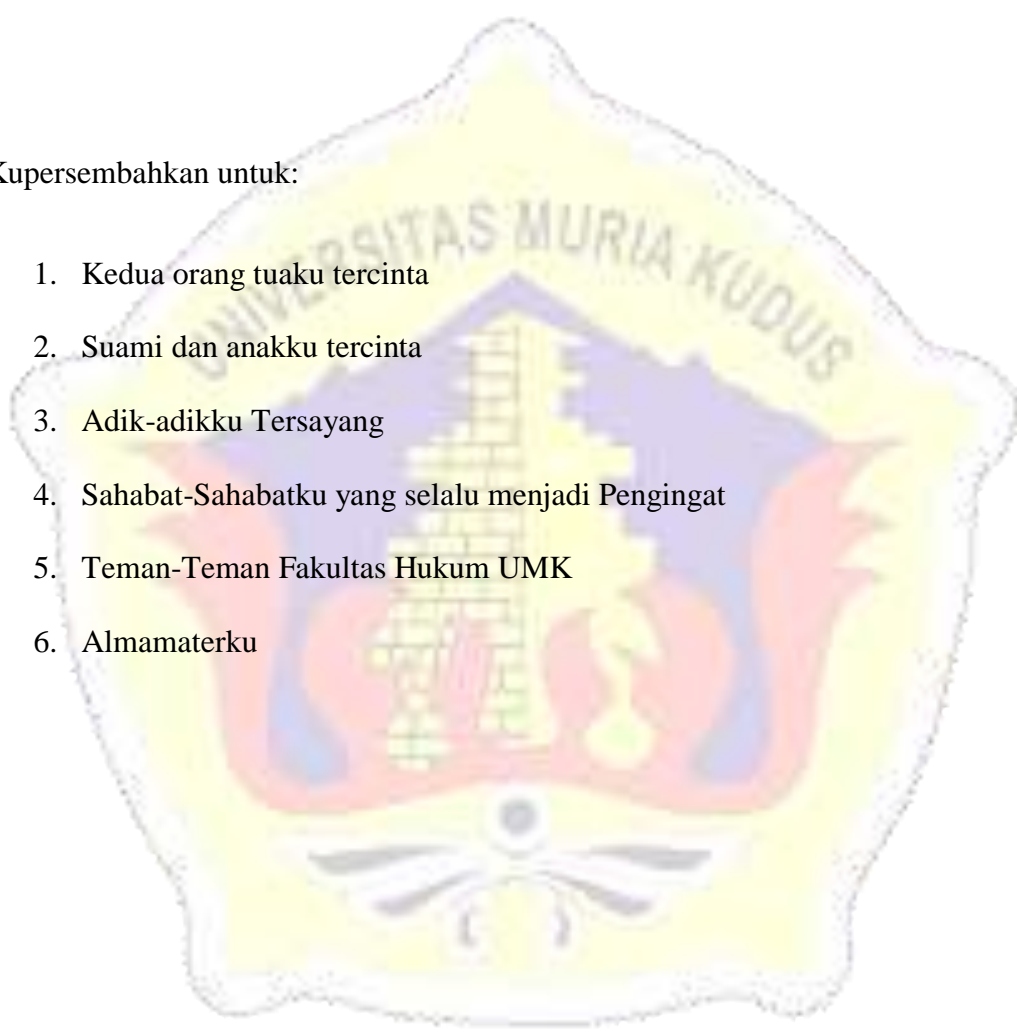 Kupersembahkan untuk:
UNIVERSITAS MURIA KUDUS
1. Kedua orang tuaku tercinta
2. Suami dan anakku tercinta
3. Adik-adikku Tersayang
4. Sahabat-Sahabatku yang selalu menjadi Pengingat
5. Teman-Teman Fakultas Hukum UMK
6. Almamaterku